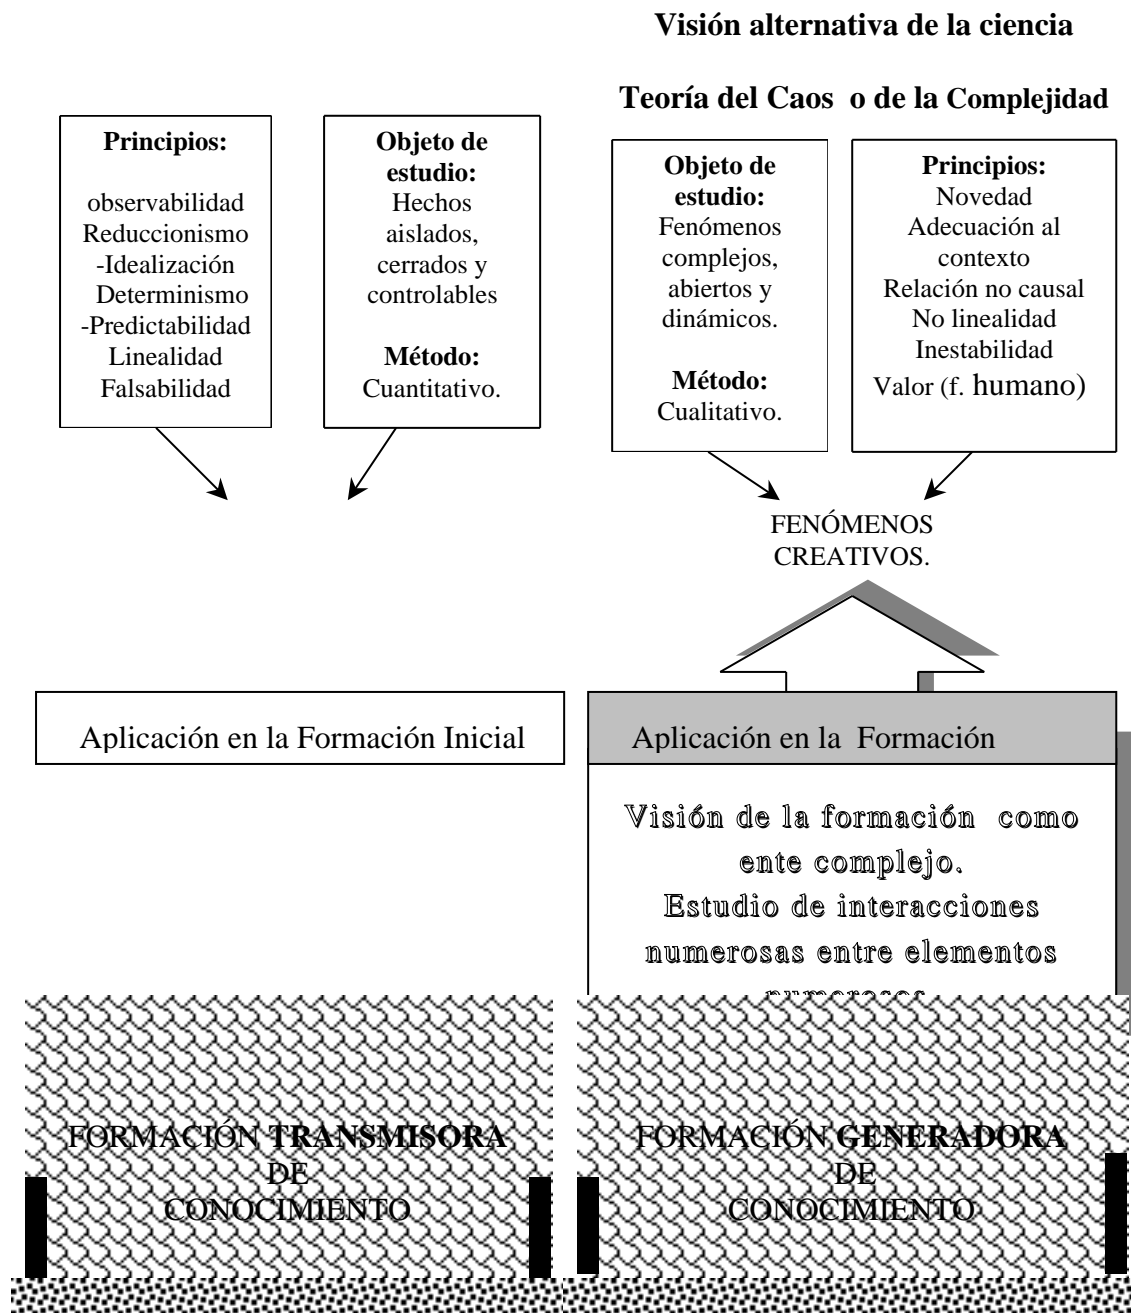 Visión alternativa de la ciencia
Teoría del Caos o de la Complejidad
Principios:
observabilidad
Reduccionismo
-Idealización
Determinismo
-Predictabilidad
Linealidad
Falsabilidad
Objeto de
estudio:
Hechos
aislados,
cerrados y
controlables
Método:
Cuantitativo.
Objeto de
estudio:
Fenómenos
complejos,
abiertos y
dinámicos.
Método:
Cualitativo.
Principios:
Novedad
Adecuación al
contexto
Relación no causal
No linealidad
Inestabilidad
Valor (f. humano)
FENÓMENOS
CREATIVOS.
Aplicación en la Formación Inicial
Aplicación en la Formación
Visión de la formación como
ente complejo.
Estudio de interacciones
numerosas entre elementos
numerosos
FORMACIÓN TRANSMISORA
DE
CONOCIMIENTO
FORMACIÓN GENERADORA
DE
CONOCIMIENTO